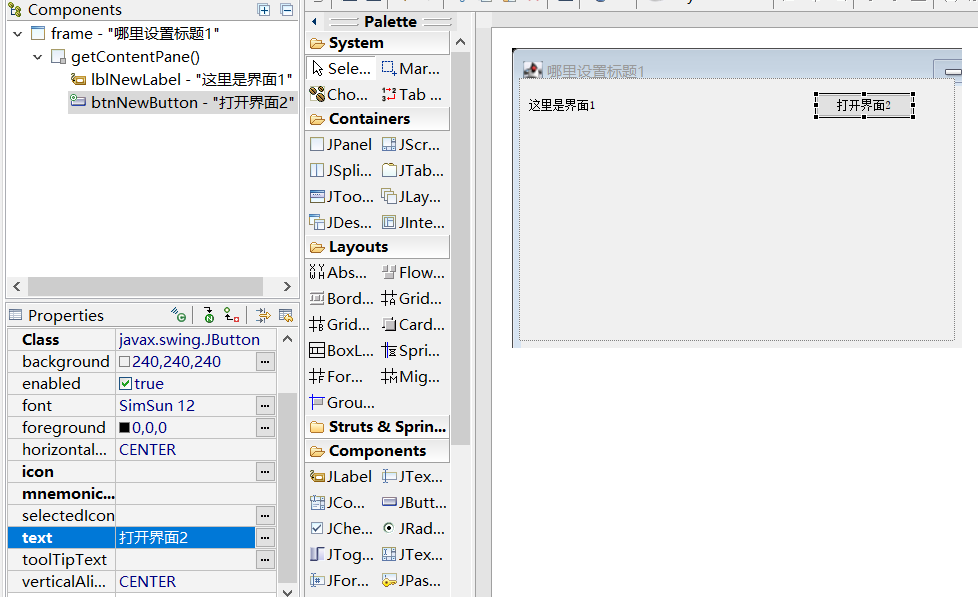 Components
frame - "哪里设置标题1"
getContentPane()
lblNewLabel - "这里是界面1"
btnNewButton - "打开界面2"
Properties
Class javax.swing.JButton
background 240,240,240
enabled true
font SimSun 12
foreground 0,0,0
horizontal... CENTER
icon
mnemonic...
selectedIcon
text 打开界面2
toolTipText
verticalAli... CENTER
Palette
System
Sele... Mar...
Cho... Tab ...
Containers
JPanel JScr...
JSpli... JTab...
JToo... JLay...
JDes... JInte...
Layouts
Abs... Flow...
Bord... Grid...
Grid... Card...
BoxL... Spri...
For... Mig...
Grou...
Struts & Sprin...
Components
JLabel JTex...
JCo... JButt...
JChe... JRad...
JTog... JTex...
JFor... JPas...
哪里设置标题1
这里是界面1 打开界面2